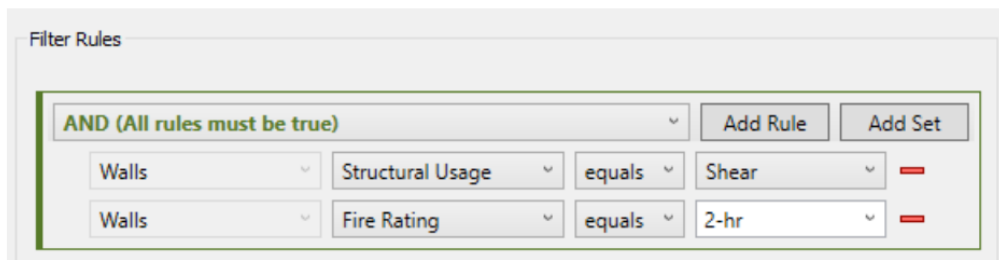 Filter Rules
AND (All rules must be true) Add Rule Add Set
Walls Structural Usage equals Shear
Walls Fire Rating equals 2-hr